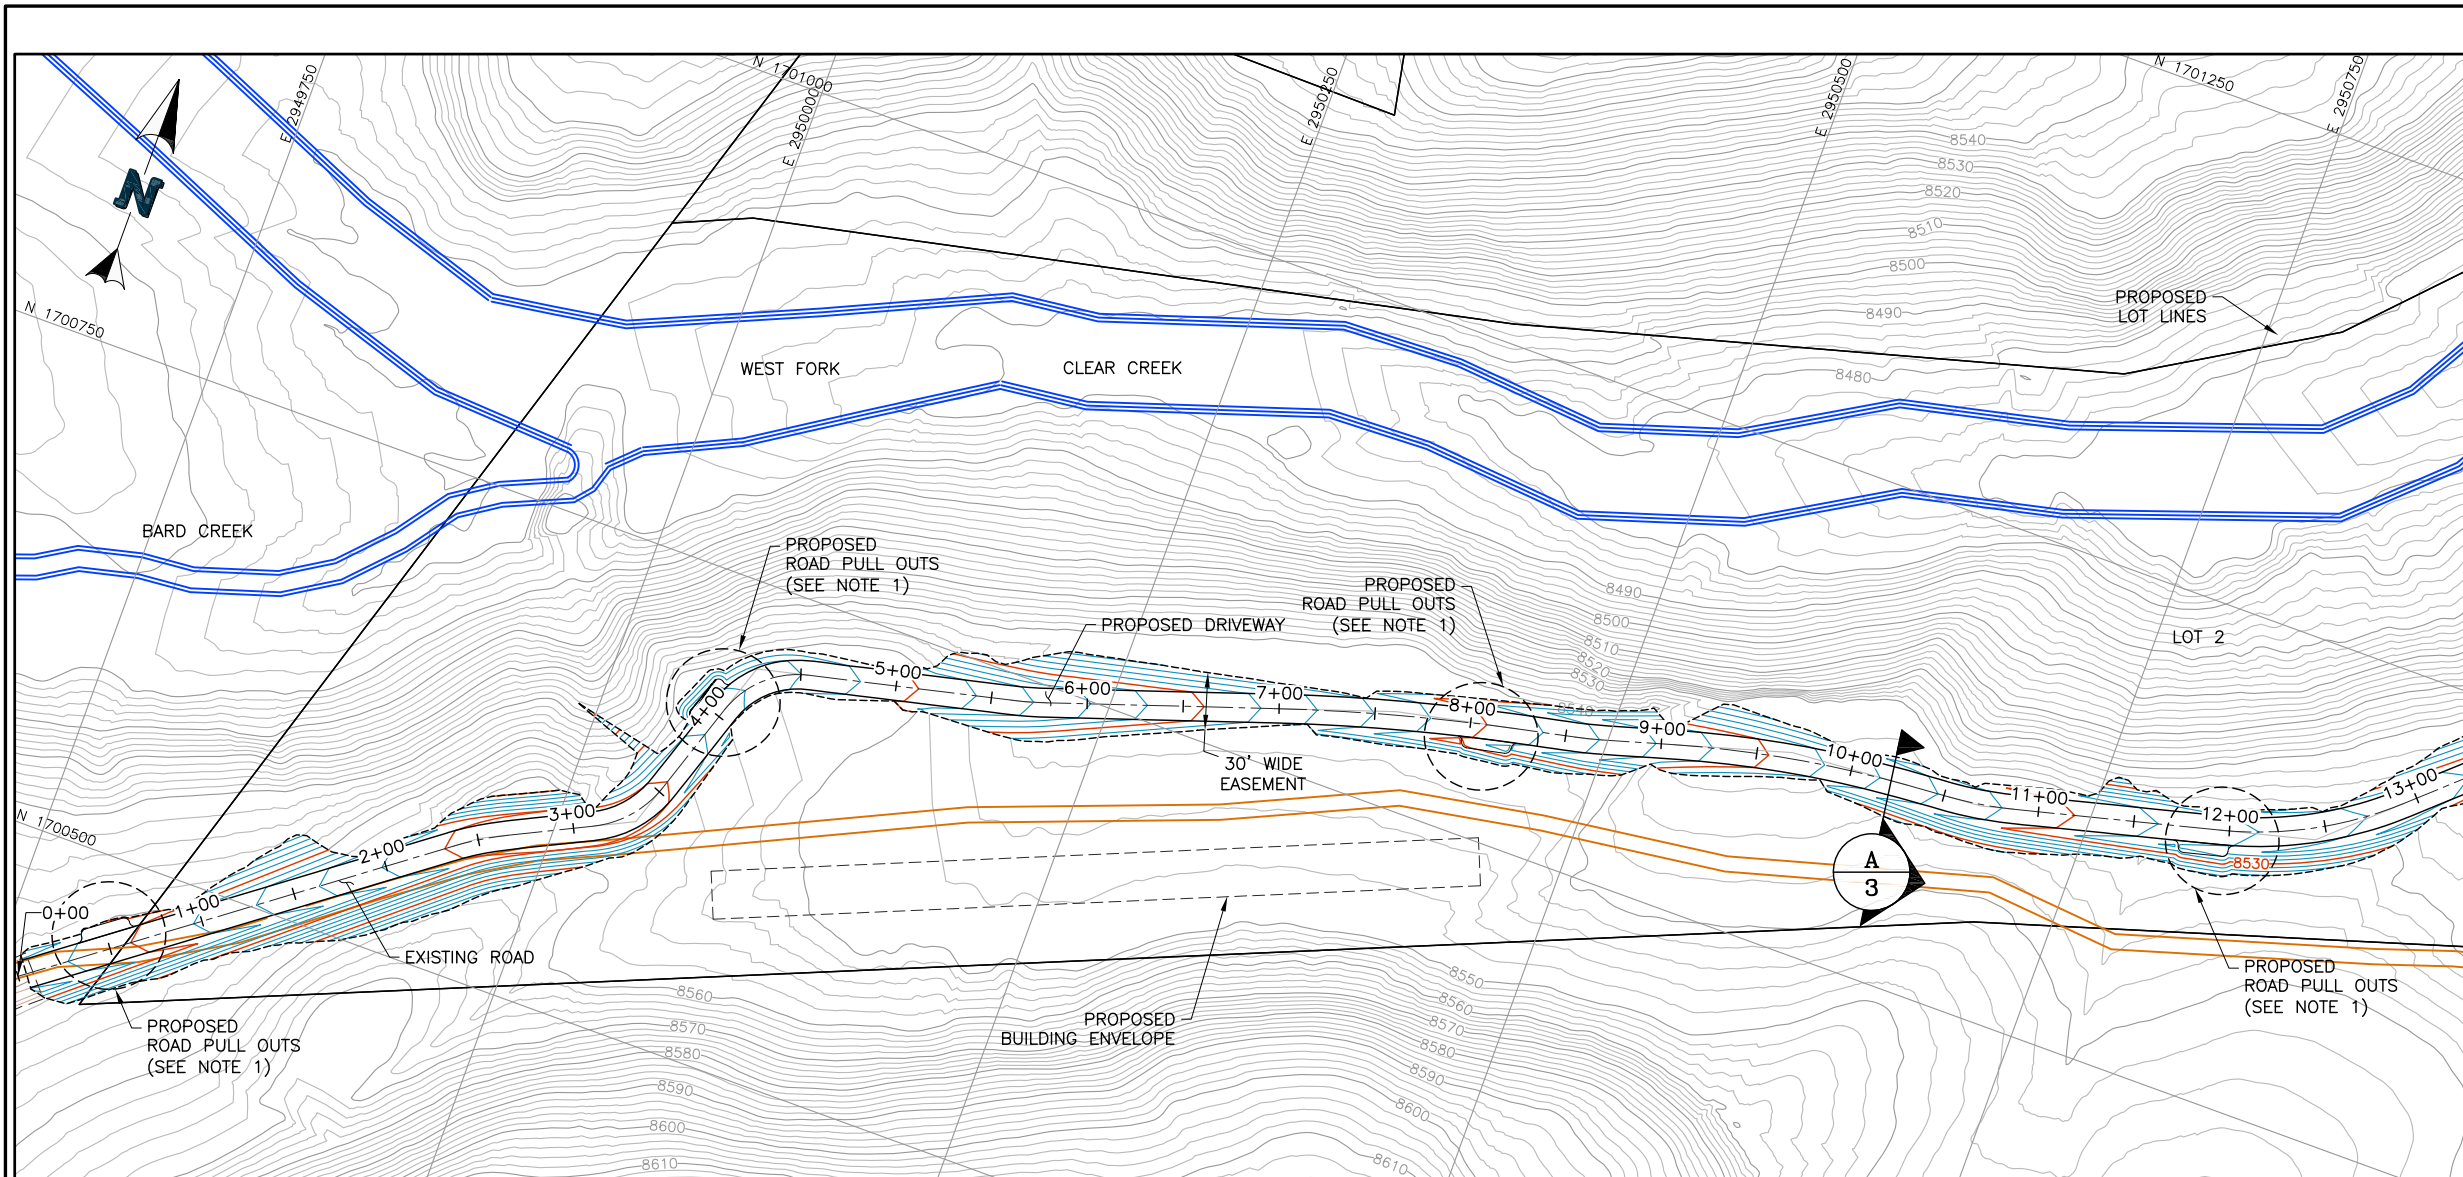 N 1701000
E 2949750
E 2950000
E 2950250
E 2950500
N 1701250
E 2950750
N
8540
8530
8520
8510
8500
8490
8480
PROPOSED
LOT LINES
N 1700750
WEST FORK
CLEAR CREEK
BARD CREEK
PROPOSED
ROAD PULL OUTS
(SEE NOTE 1)
PROPOSED
ROAD PULL OUTS
(SEE NOTE 1)
PROPOSED DRIVEWAY
8490
8500
8510
8520
8530
8540
LOT 2
0+00
1+00
2+00
3+00
4+00
5+00
6+00
7+00
8+00
9+00
10+00
11+00
12+00
13+00
30' WIDE
EASEMENT
N 1700500
A
3
8530
EXISTING ROAD
PROPOSED
ROAD PULL OUTS
(SEE NOTE 1)
PROPOSED
BUILDING ENVELOPE
PROPOSED
ROAD PULL OUTS
(SEE NOTE 1)
8560
8570
8580
8590
8600
8610
8550
8560
8570
8580
8590
8600
8610